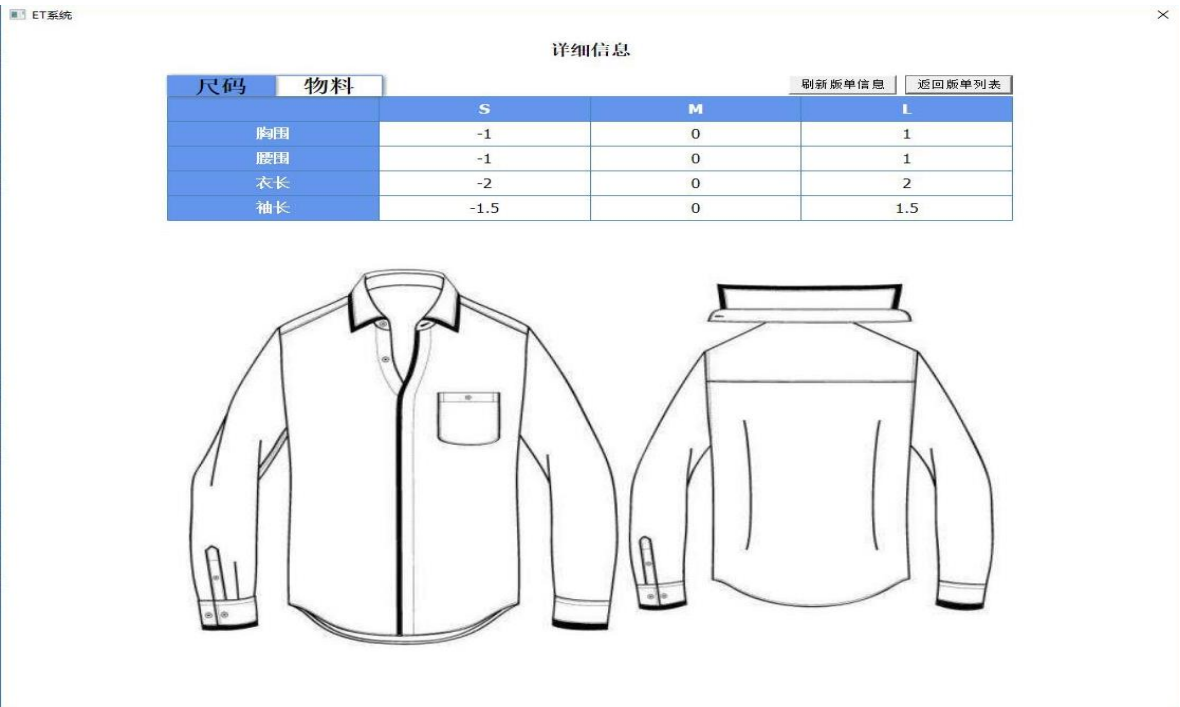 ET系统
详细信息
尺码 物料 刷新版单信息 返回版单列表
S M L
胸围 -1 0 1
腰围 -1 0 1
衣长 -2 0 2
袖长 -1.5 0 1.5